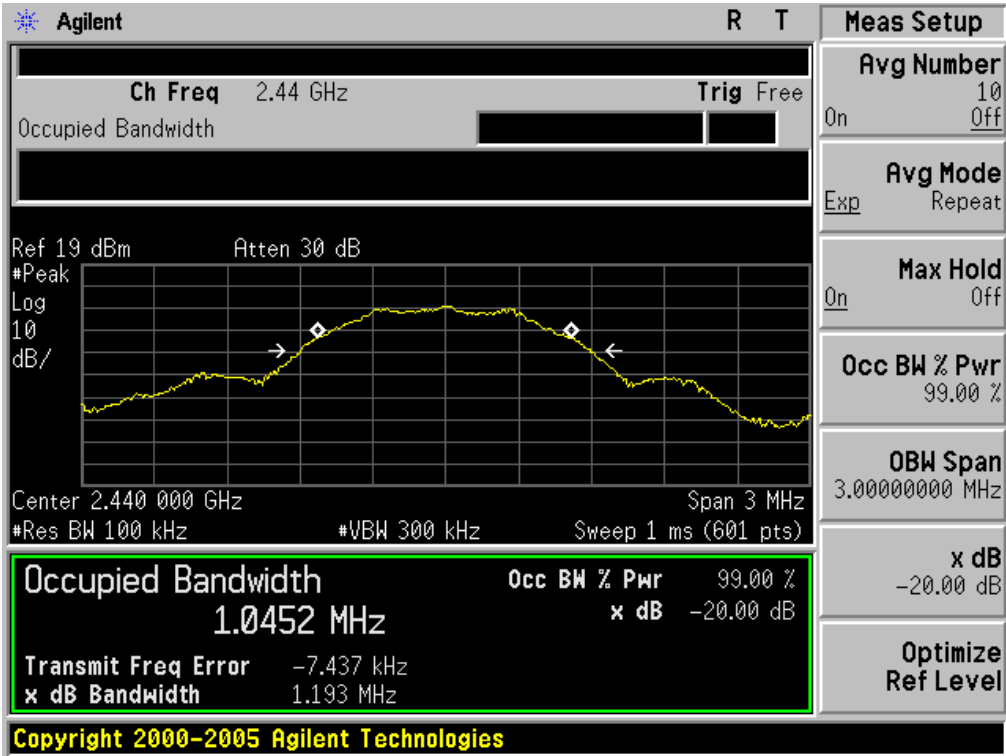 Agilent R T
Ch Freq 2.44 GHz Trig Free
Occupied Bandwidth
Ref 19 dBm Atten 30 dB
#Peak
Log
10
dB/
Center 2.440 000 GHz Span 3 MHz
#Res BW 100 kHz #VBW 300 kHz Sweep 1 ms (601 pts)
Occupied Bandwidth
1.0452 MHz
Occ BW % Pwr 99.00 %
x dB -20.00 dB
Transmit Freq Error -7.437 kHz
x dB Bandwidth 1.193 MHz
Copyright 2000-2005 Agilent Technologies
Meas Setup
Avg Number
10
On Off
Avg Mode
Exp Repeat
Max Hold
On Off
Occ BW % Pwr
99.00 %
OBW Span
3.00000000 MHz
x dB
-20.00 dB
Optimize
Ref Level